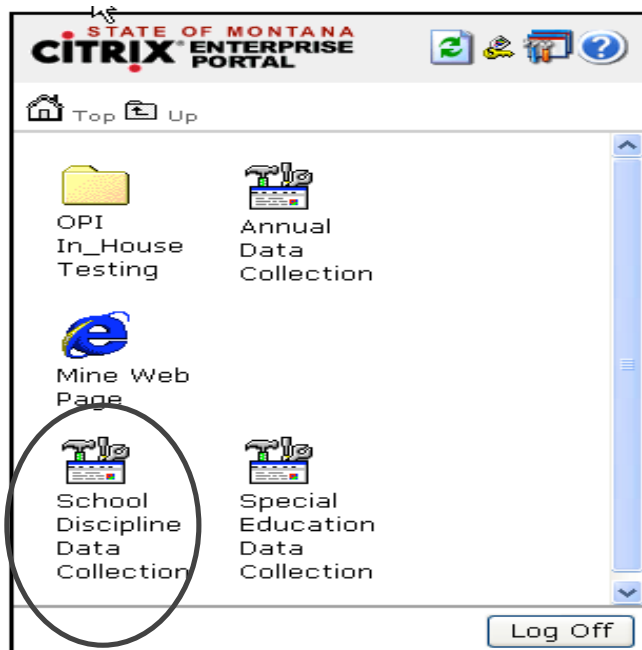 STATE OF MONTANA
CiTRIX ENTERPRISE
PORTAL
Top Up
OPI
In_House
Testing
Annual
Data
Collection
Mine Web
Page
School
Discipline
Data
Collection
Special
Education
Data
Collection
Log Off